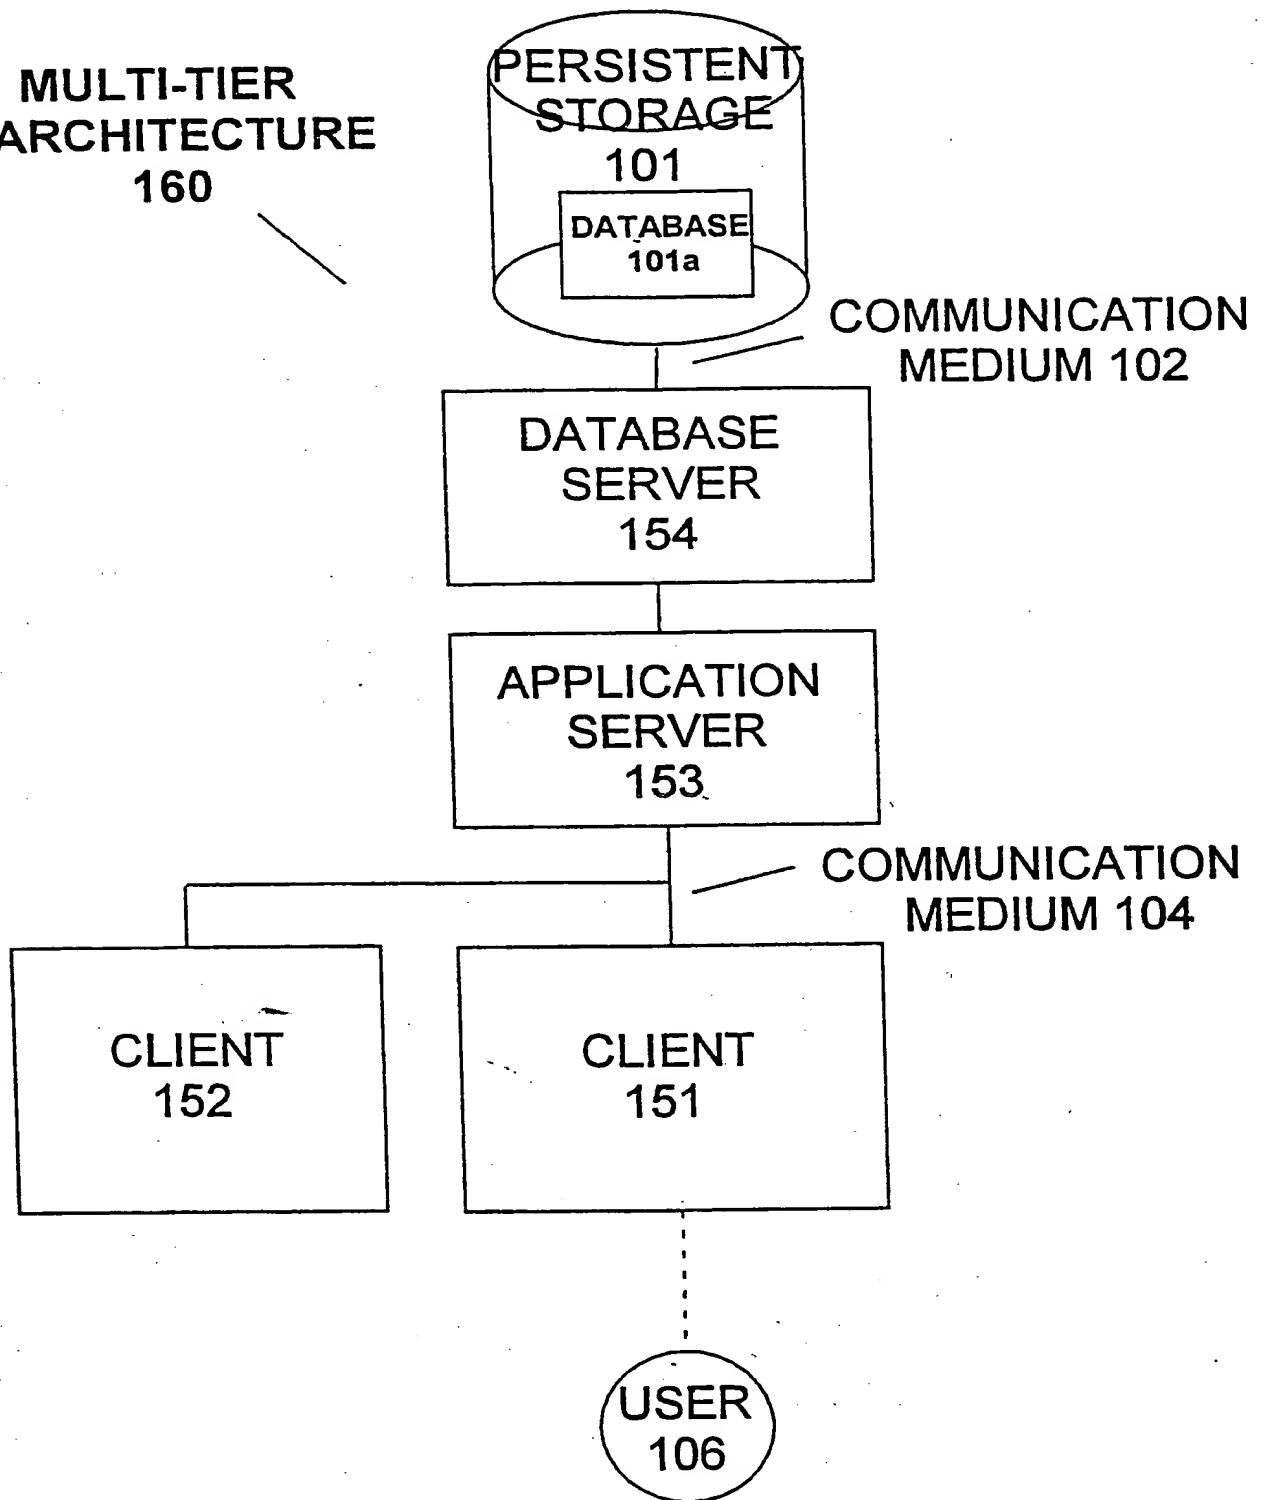 MULTI-TIER
ARCHITECTURE
160
PERSISTENT
STORAGE
101
DATABASE
101a
COMMUNICATION
MEDIUM 102
DATABASE
SERVER
154
APPLICATION
SERVER
153
COMMUNICATION
MEDIUM 104
CLIENT
152
CLIENT
151
USER
106